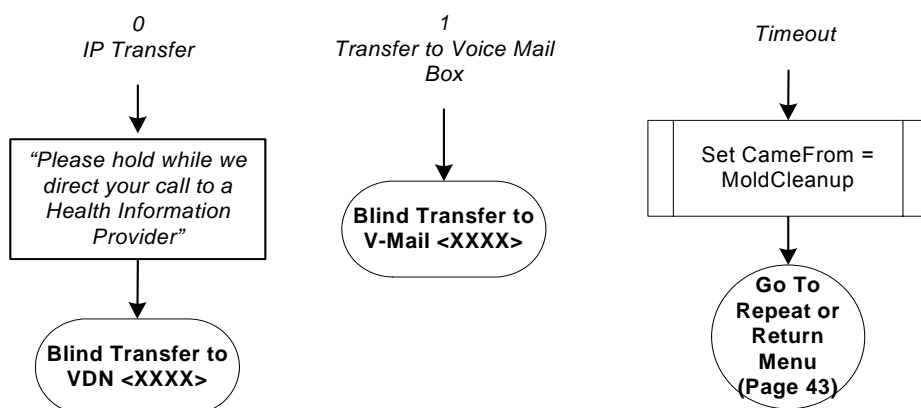 0
IP Transfer
“Please hold while we
direct your call to a
Health Information
Provider”
Blind Transfer to
VDN <XXXX>
1
Transfer to Voice Mail
Box
Blind Transfer to
V-Mail <XXXX>
Timeout
Set CameFrom =
MoldCleanup
Go To
Repeat or
Return
Menu
(Page 43)